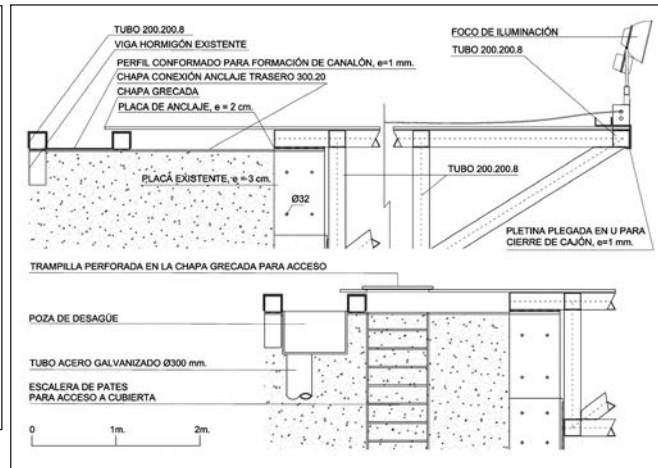 TUBO 200.200.8
VIGA HORMIGÓN EXISTENTE
PERFIL CONFORMADO PARA FORMACIÓN DE CANALÓN, e=1 mm.
CHAPA CONEXIÓN ANCLAJE TRASERO 300.20
CHAPA GRECADA
PLACA DE ANCLAJE, e = 2 cm.
FOCO DE ILUMINACIÓN
TUBO 200.200.8
PLACA EXISTENTE, e = 3 cm.
Ø32
TUBO 200.200.8
PLETINA PLEGADA EN U PARA
CIERRE DE CAJÓN, e=1 mm.
TRAMPILLA PERFORADA EN LA CHAPA GRECADA PARA ACCESO
POZA DE DESAGÜE
TUBO ACERO GALVANIZADO Ø300 mm.
ESCALERA DE PATES
PARA ACCESO A CUBIERTA
0 1m. 2m.